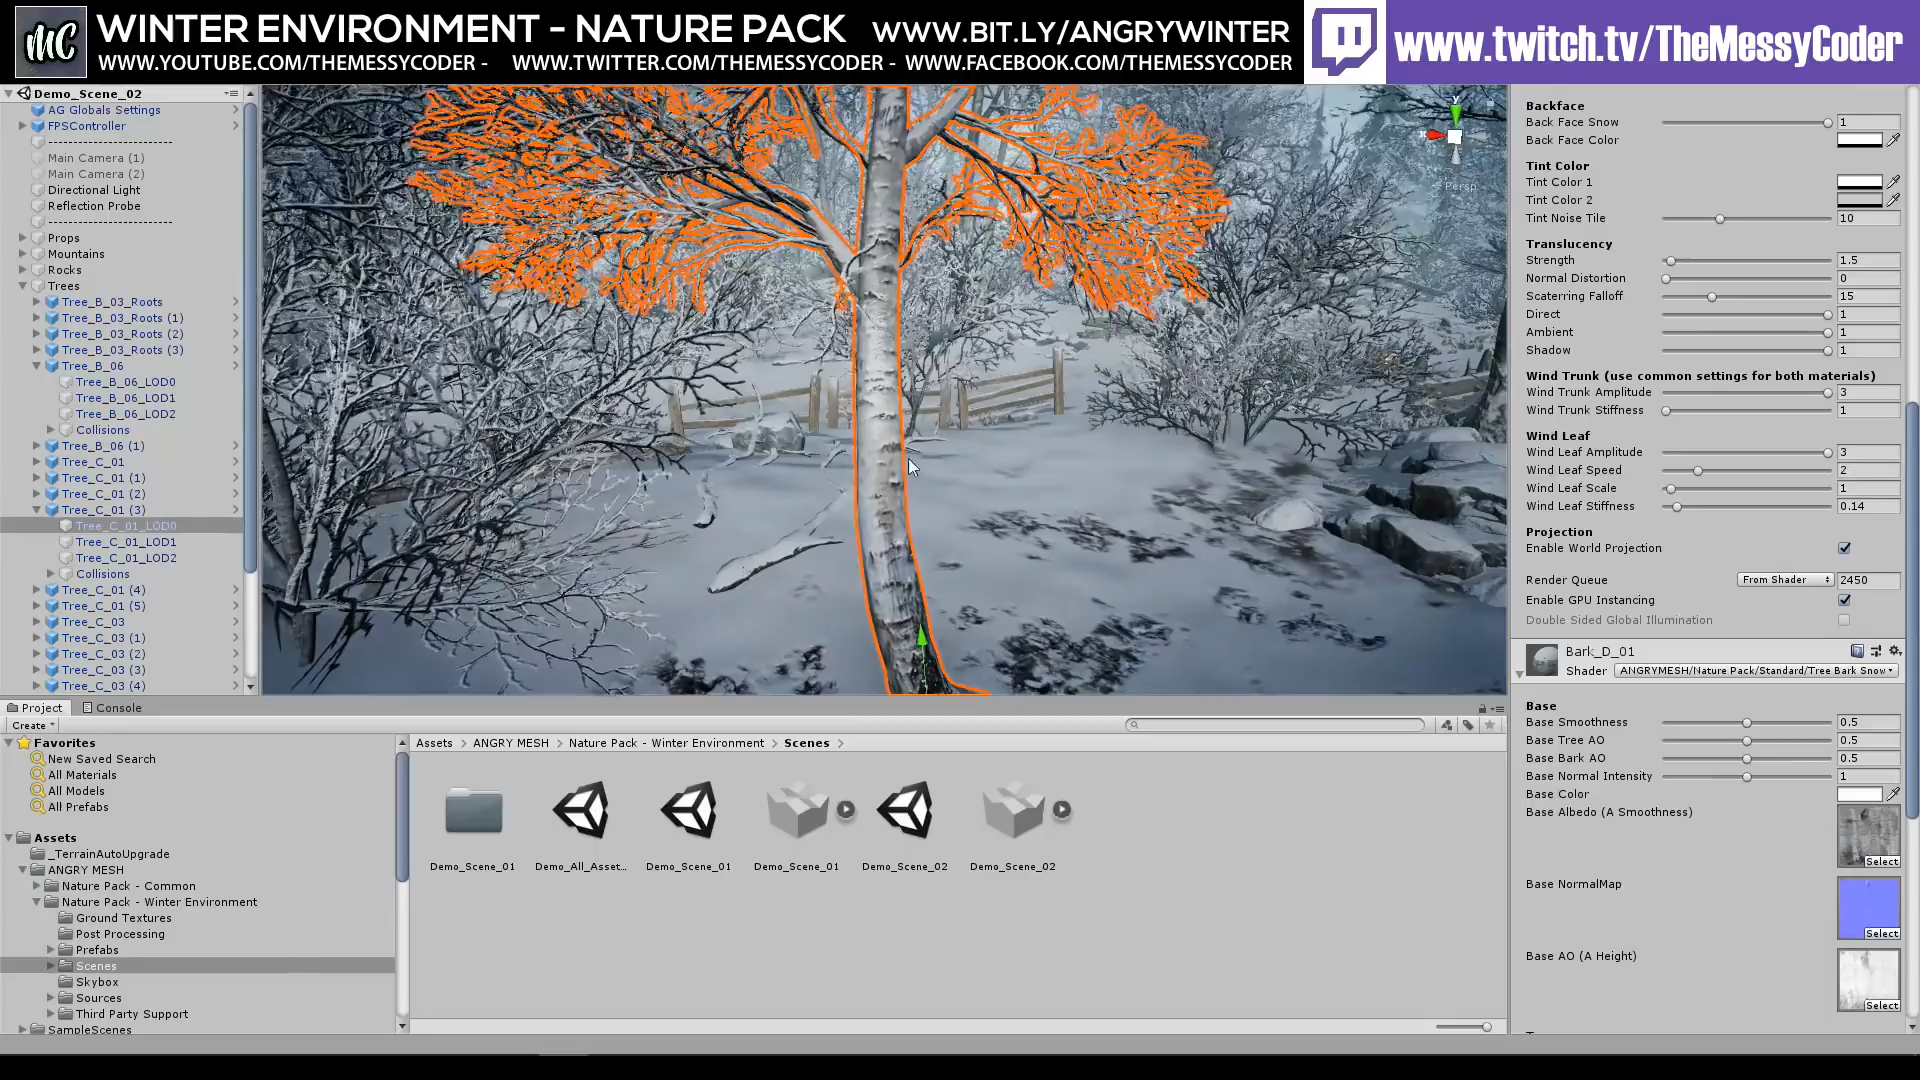 MC
WINTER ENVIRONMENT - NATURE PACK
WWW.BIT.LY/ANGRYWINTER
WWW.YOUTUBE.COM/THEMESSYCODER - WWW.TWITTER.COM/THEMESSYCODER - WWW.FACEBOOK.COM/THEMESSYCODER
www.twitch.tv/TheMessyCoder
Demo_Scene_02
AG Globals Settings
FPSController
------------------------
Main Camera (1)
Main Camera (2)
Directional Light
Reflection Probe
------------------------
Props
Mountains
Rocks
Trees
Tree_B_03_Roots
Tree_B_03_Roots (1)
Tree_B_03_Roots (2)
Tree_B_03_Roots (3)
Tree_B_06
Tree_B_06_LOD0
Tree_B_06_LOD1
Tree_B_06_LOD2
Collisions
Tree_B_06 (1)
Tree_C_01
Tree_C_01 (1)
Tree_C_01 (2)
Tree_C_01 (3)
Tree_C_01_LOD0
Tree_C_01_LOD1
Tree_C_01_LOD2
Collisions
Tree_C_01 (4)
Tree_C_01 (5)
Tree_C_03
Tree_C_03 (1)
Tree_C_03 (2)
Tree_C_03 (3)
Tree_C_03 (4)
y
x
Persp
Backface
Back Face Snow 1
Back Face Color
Tint Color
Tint Color 1
Tint Color 2
Tint Noise Tile 10
Translucency
Strength 1.5
Normal Distortion 0
Scaterring Falloff 15
Direct 1
Ambient 1
Shadow 1
Wind Trunk (use common settings for both materials)
Wind Trunk Amplitude 3
Wind Trunk Stiffness 1
Wind Leaf
Wind Leaf Amplitude 3
Wind Leaf Speed 2
Wind Leaf Scale 1
Wind Leaf Stiffness 0.14
Projection
Enable World Projection
Render Queue From Shader 2450
Enable GPU Instancing
Double Sided Global Illumination
Bark_D_01
Shader ANGRYMESH/Nature Pack/Standard/Tree Bark Snow
Base
Base Smoothness 0.5
Base Tree AO 0.5
Base Bark AO 0.5
Base Normal Intensity 1
Base Color
Base Albedo (A Smoothness)
Select
Base NormalMap
Select
Base AO (A Height)
Select
Project Console
Create
Favorites
New Saved Search
All Materials
All Models
All Prefabs
Assets
_TerrainAutoUpgrade
ANGRY MESH
Nature Pack - Common
Nature Pack - Winter Environment
Ground Textures
Post Processing
Prefabs
Scenes
Skybox
Sources
Third Party Support
SampleScenes
Assets > ANGRY MESH > Nature Pack - Winter Environment > Scenes >
Demo_Scene_01 Demo_All_Asset... Demo_Scene_01 Demo_Scene_01 Demo_Scene_02 Demo_Scene_02